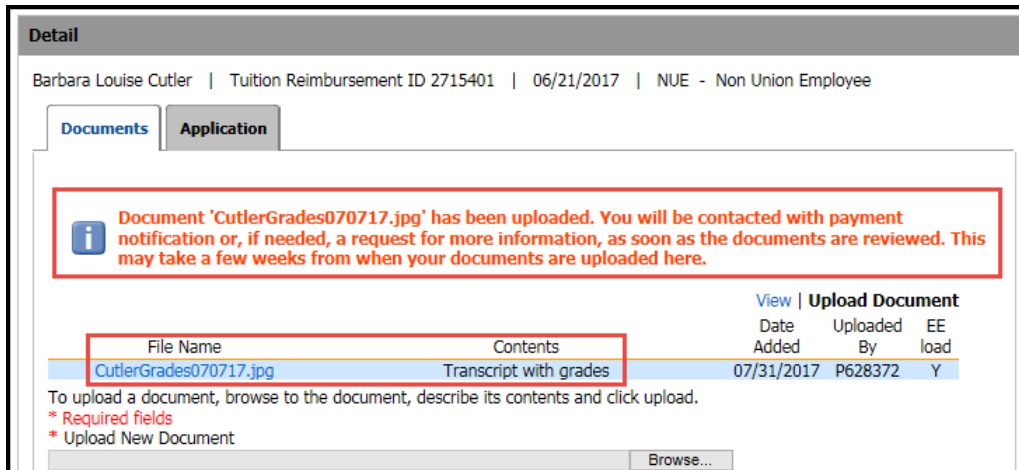 Detail
Barbara Louise Cutler | Tuition Reimbursement ID 2715401 | 06/21/2017 | NUE - Non Union Employee
Documents Application
i
Document 'CutlerGrades070717.jpg' has been uploaded. You will be contacted with payment
notification or, if needed, a request for more information, as soon as the documents are reviewed. This
may take a few weeks from when your documents are uploaded here.
View | Upload Document
Date Uploaded EE
File Name Contents Added By load
CutlerGrades070717.jpg Transcript with grades 07/31/2017 P628372 Y
To upload a document, browse to the document, describe its contents and click upload.
* Required fields
* Upload New Document
Browse...